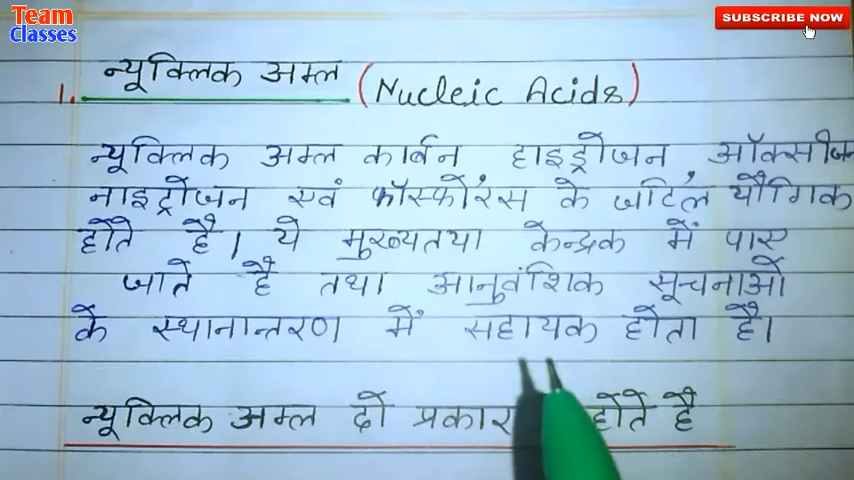 Team
Classes
SUBSCRIBE NOW
1. न्यूक्लिक अम्ल (Nucleic Acids)
न्यूक्लिक अम्ल कार्बन हाइड्रोजन ऑक्सीजन
नाइट्रोजन एवं फॉस्फोरस के जटिल यौगिक
होते है। ये मुख्यतया केन्द्रक में पाए
जाते है तथा आनुवंशिक सूचनाओं
के स्थानान्तरण में सहायक होता है।
न्यूक्लिक अम्ल दो प्रकार होते है